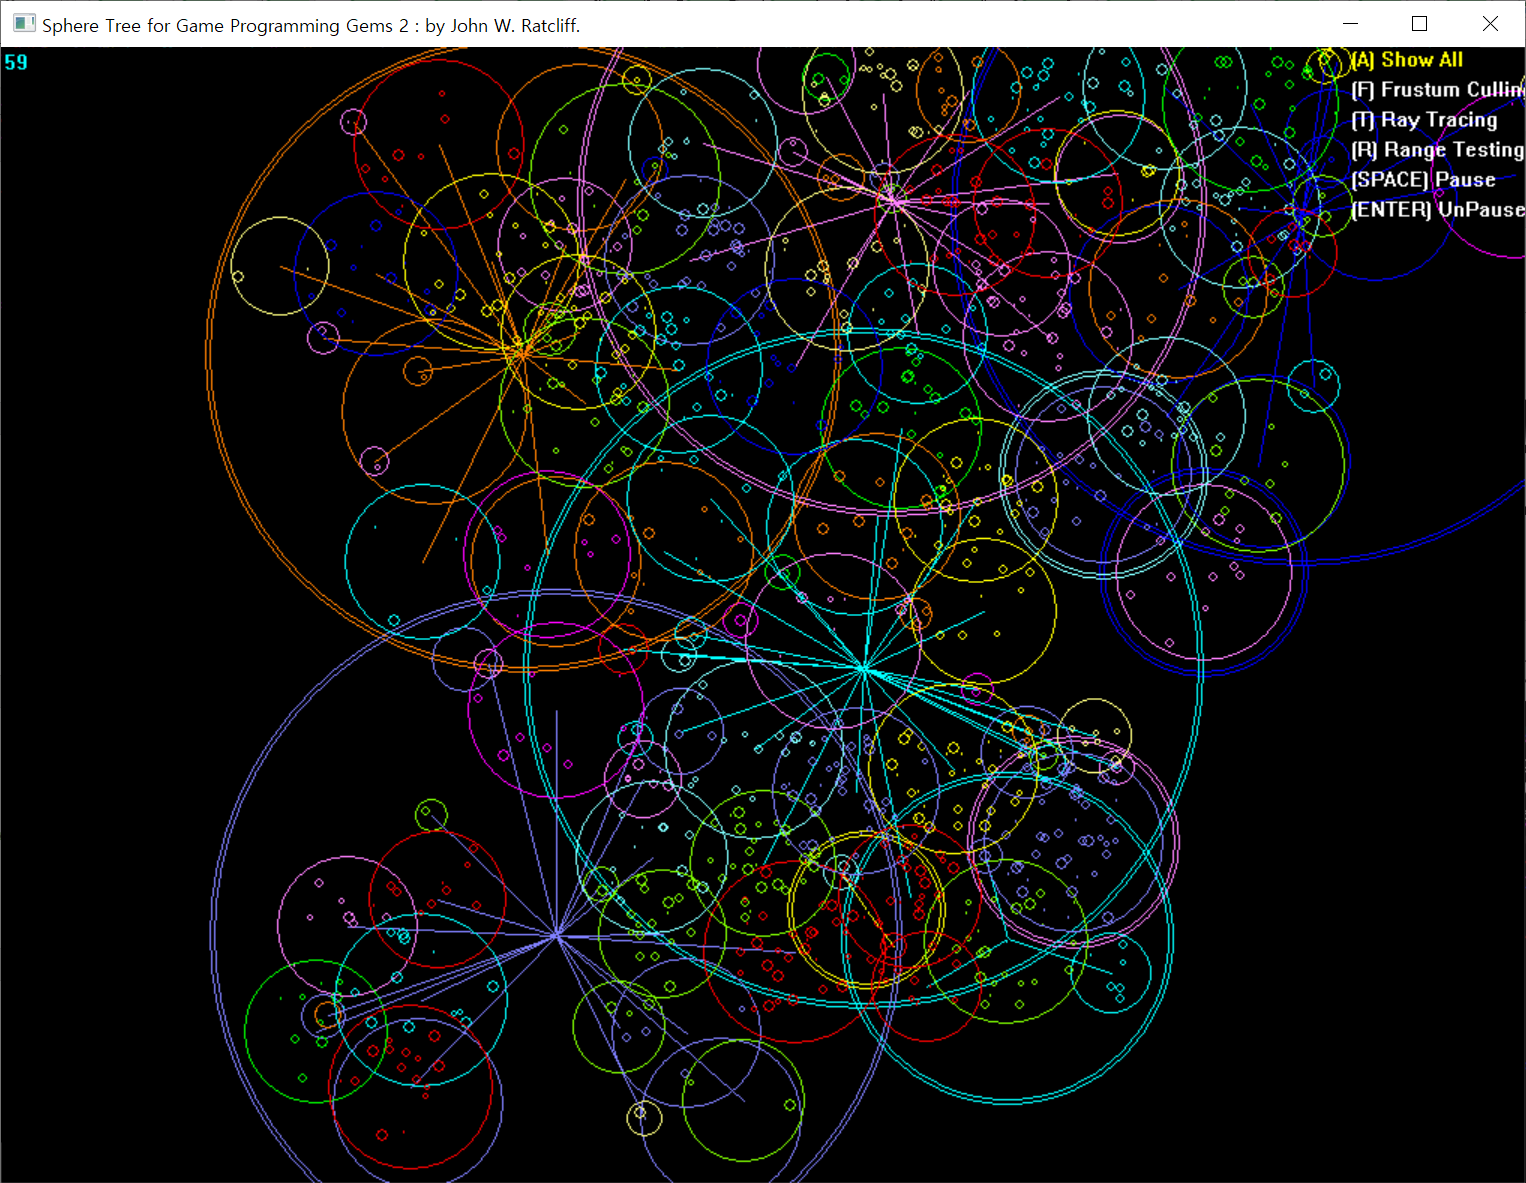 Sphere Tree for Game Programming Gems 2 : by John W. Ratcliff.
59
(A) Show All
(F) Frustum Cullin
(T) Ray Tracing
(R) Range Testing
(SPACE) Pause
(ENTER) UnPause